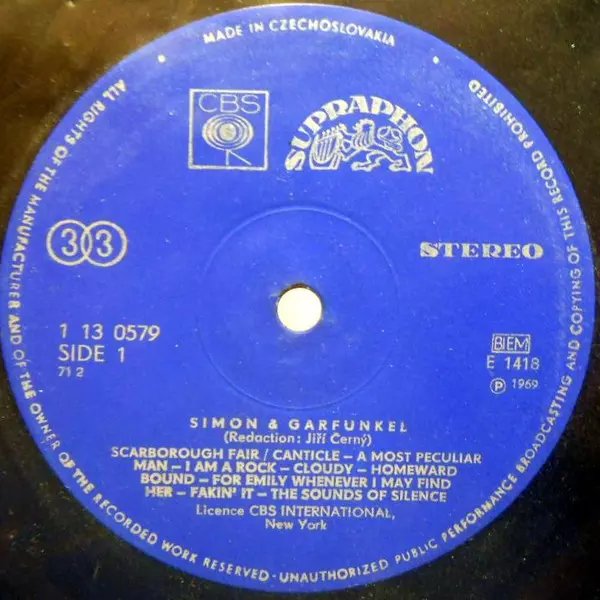 MADE IN CZECHOSLOVAKIA
ALL RIGHTS OF THE MANUFACTURER AND OF THE OWNER OF THE RECORDED WORK RESERVED · UNAUTHORIZED PUBLIC PERFORMANCE BROADCASTING AND COPYING OF THIS RECORD PROHIBITED
CBS
SUPRAPHON
33
STEREO
1 13 0579
SIDE 1
71 2
BIEM
E 1418
Ⓟ 1969
SIMON & GARFUNKEL
(Redaction: Jiří Černý)
SCARBOROUGH FAIR / CANTICLE – A MOST PECULIAR
MAN – I AM A ROCK – CLOUDY – HOMEWARD
BOUND – FOR EMILY WHENEVER I MAY FIND
HER – FAKIN' IT – THE SOUNDS OF SILENCE
Licence CBS INTERNATIONAL,
New York